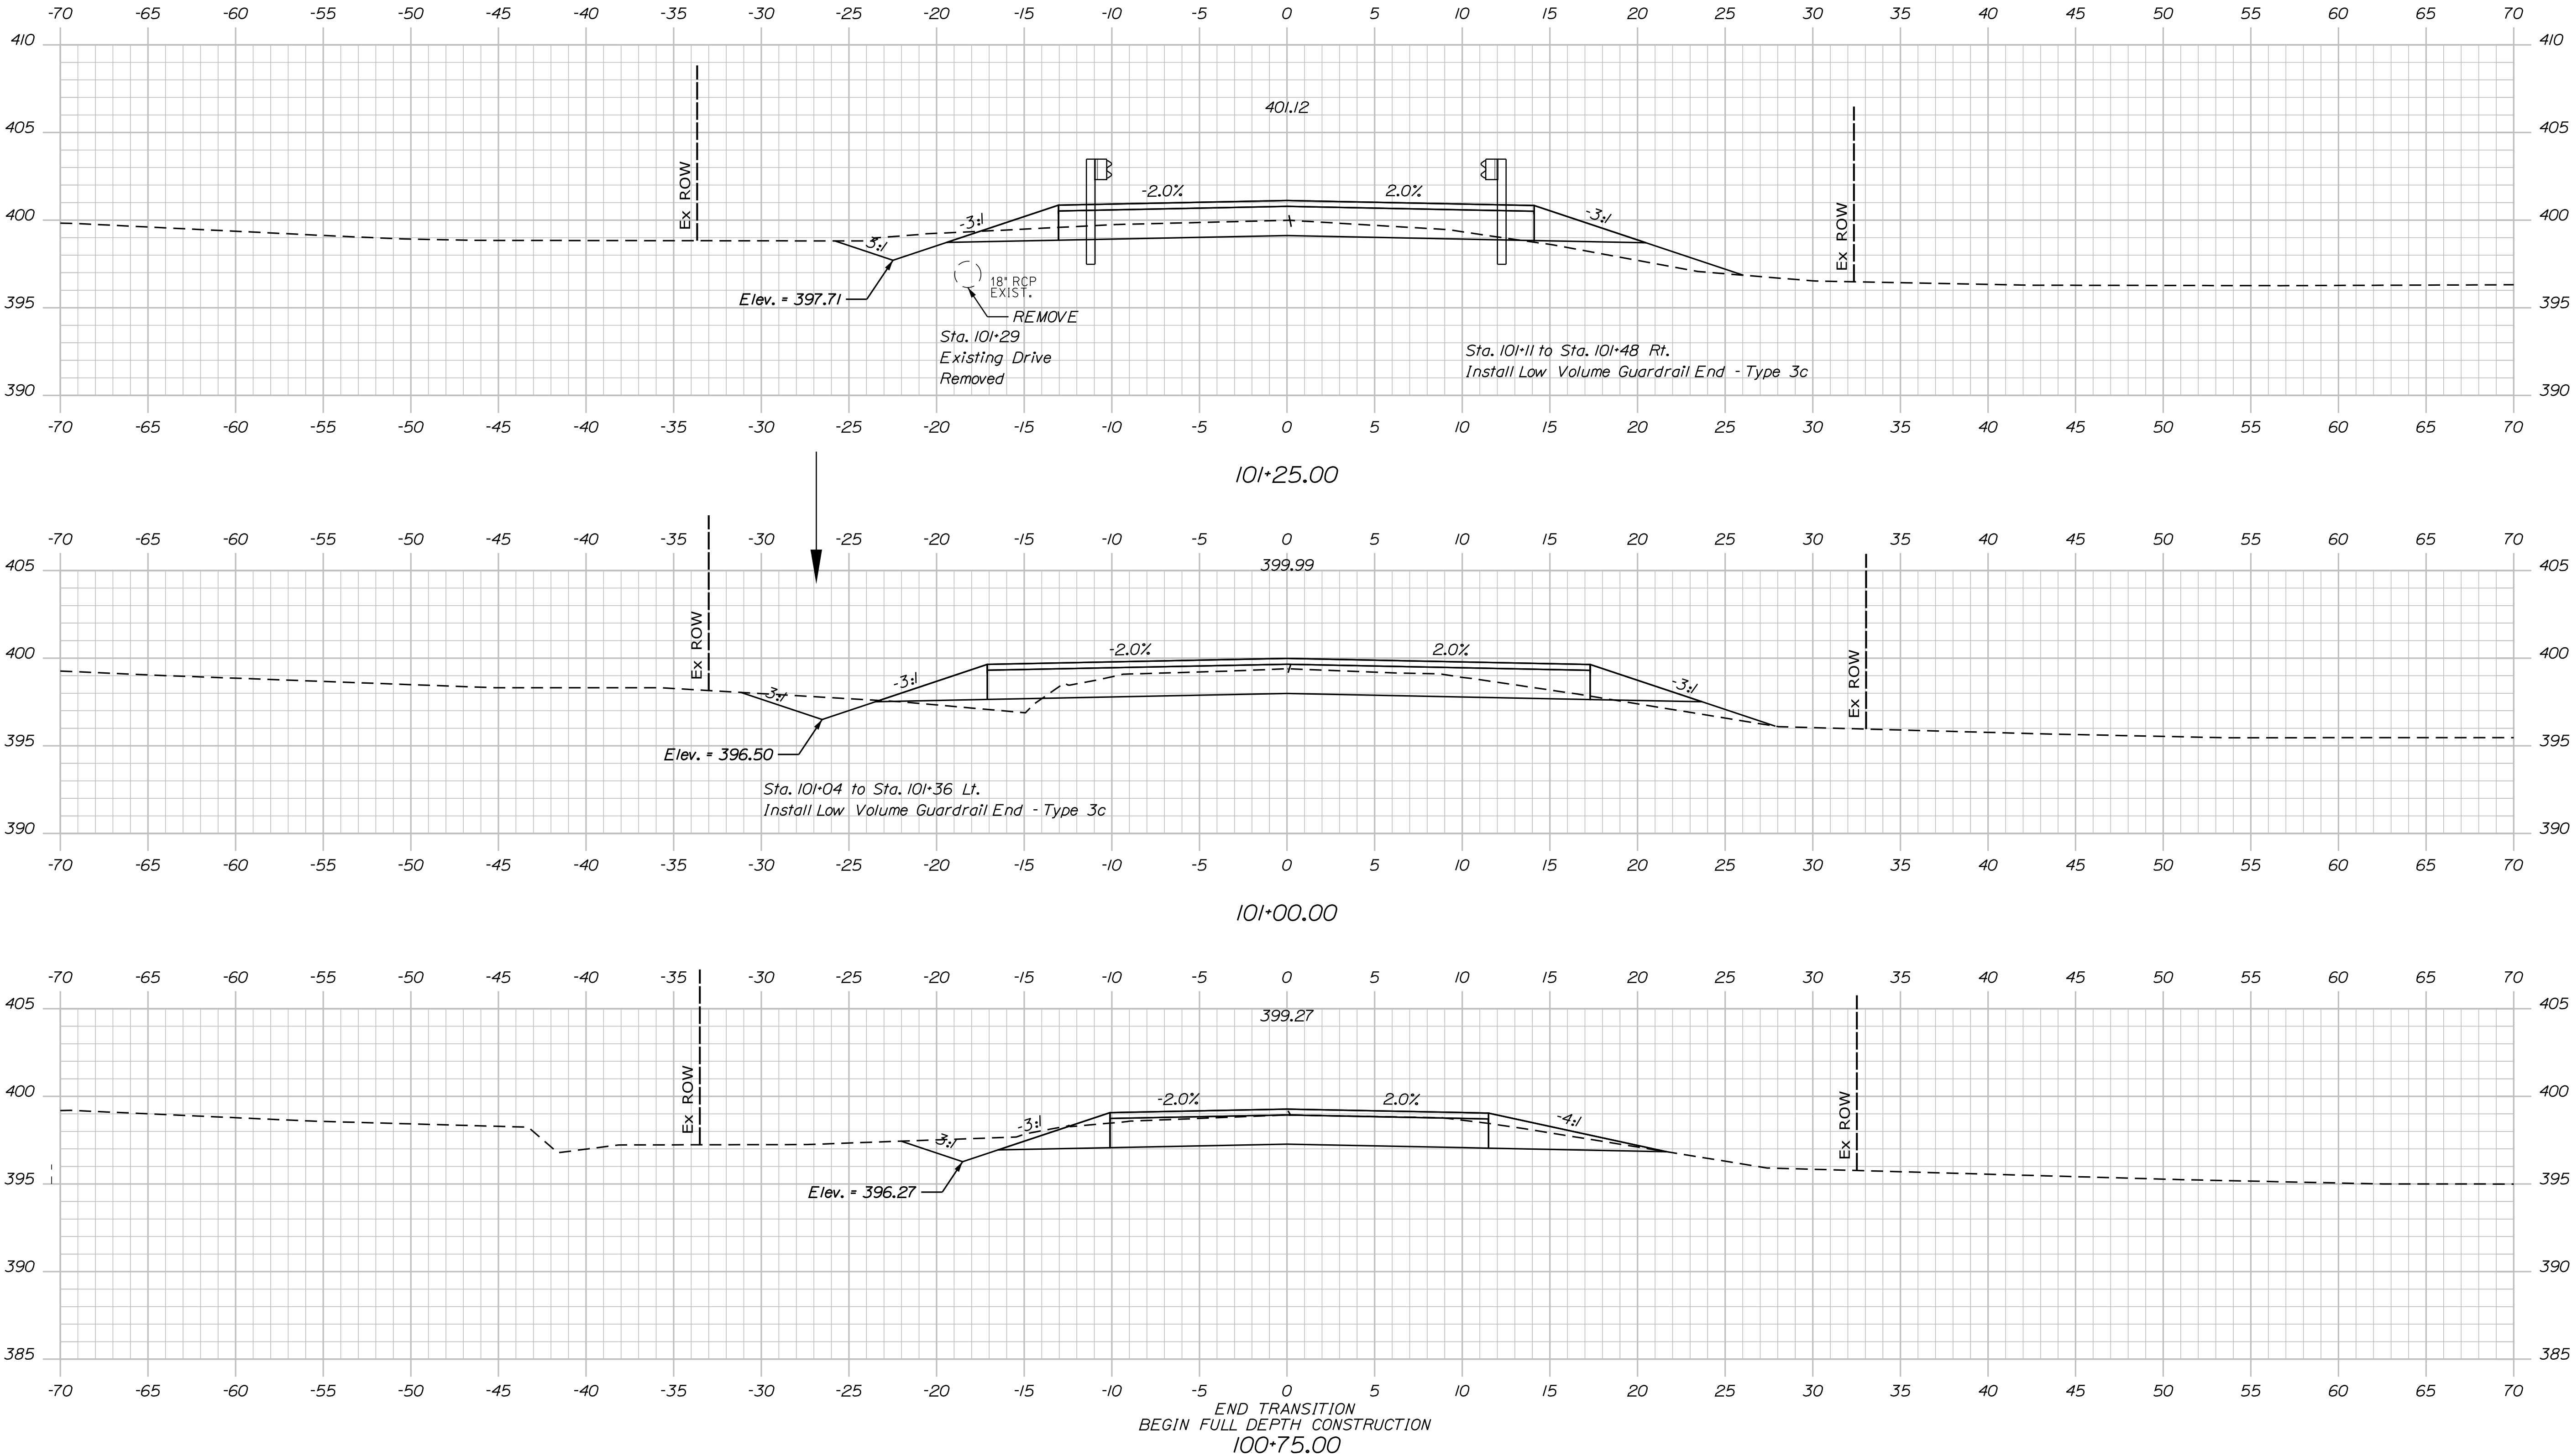 -70 -65 -60 -55 -50 -45 -40 -35 -30 -25 -20 -15 -10 -5 0 5 10 15 20 25 30 35 40 45 50 55 60 65 70
410 410
401.12
405 405
Ex ROW
-2.0% 2.0%
Ex ROW
400 -3:1 -3:1 400
3:1
18" RCP
EXIST.
Elev. = 397.71
395 395
REMOVE
Sta. 101+29
Existing Drive
Removed
Sta. 101+11 to Sta. 101+48 Rt.
Install Low Volume Guardrail End - Type 3c
390 390
-70 -65 -60 -55 -50 -45 -40 -35 -30 -25 -20 -15 -10 -5 0 5 10 15 20 25 30 35 40 45 50 55 60 65 70
101+25.00
-70 -65 -60 -55 -50 -45 -40 -35 -30 -25 -20 -15 -10 -5 0 5 10 15 20 25 30 35 40 45 50 55 60 65 70
405 399.99 405
Ex ROW
-2.0% 2.0%
Ex ROW
400 400
-3:1 -3:1
3:1
395 395
Elev. = 396.50
Sta. 101+04 to Sta. 101+36 Lt.
Install Low Volume Guardrail End - Type 3c
390 390
-70 -65 -60 -55 -50 -45 -40 -35 -30 -25 -20 -15 -10 -5 0 5 10 15 20 25 30 35 40 45 50 55 60 65 70
101+00.00
-70 -65 -60 -55 -50 -45 -40 -35 -30 -25 -20 -15 -10 -5 0 5 10 15 20 25 30 35 40 45 50 55 60 65 70
405 405
399.27
Ex ROW
400 -2.0% 2.0% 400
Ex ROW
-3:1 -4:1
3:1
395 395
Elev. = 396.27
390 390
385 385
-70 -65 -60 -55 -50 -45 -40 -35 -30 -25 -20 -15 -10 -5 0 5 10 15 20 25 30 35 40 45 50 55 60 65 70
END TRANSITION
BEGIN FULL DEPTH CONSTRUCTION
100+75.00